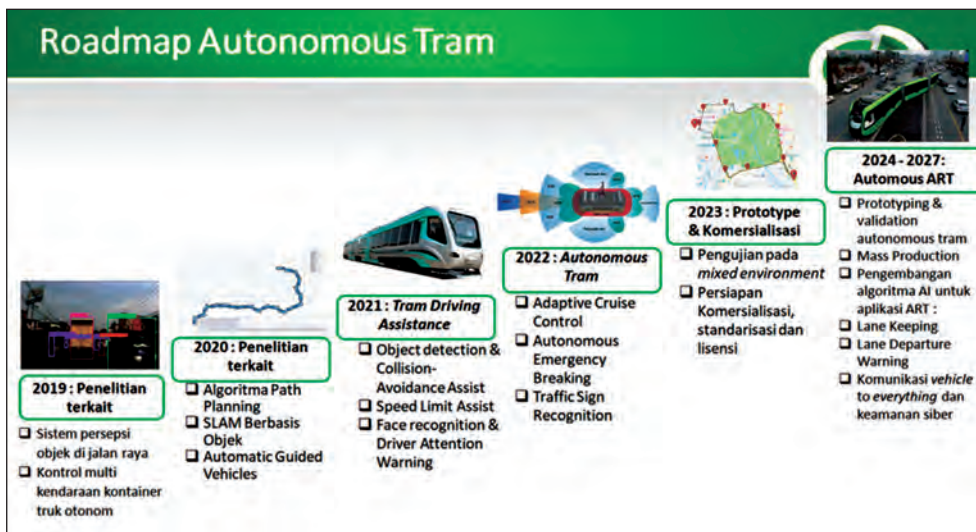 Roadmap Autonomous Tram
2019 : Penelitian
terkait
❑ Sistem persepsi
objek di jalan raya
❑ Kontrol multi
kendaraan kontainer
truk otonom
2020 : Penelitian
terkait
❑ Algoritma Path
Planning
❑ SLAM Berbasis
Objek
❑ Automatic Guided
Vehicles
2021 : Tram Driving
Assistance
❑ Object detection &
Collision-
Avoidance Assist
❑ Speed Limit Assist
❑ Face recognition &
Driver Attention
Warning
2022 : Autonomous
Tram
❑ Adaptive Cruise
Control
❑ Autonomous
Emergency
Breaking
❑ Traffic Sign
Recognition
2023 : Prototype
& Komersialisasi
❑ Pengujian pada
mixed environment
❑ Persiapan
Komersialisasi,
standarisasi dan
lisensi
2024 - 2027:
Automous ART
❑ Prototyping &
validation
autonomous tram
❑ Mass Production
❑ Pengembangan
algoritma AI untuk
aplikasi ART :
❑ Lane Keeping
❑ Lane Departure
Warning
❑ Komunikasi vehicle
to everything dan
keamanan siber